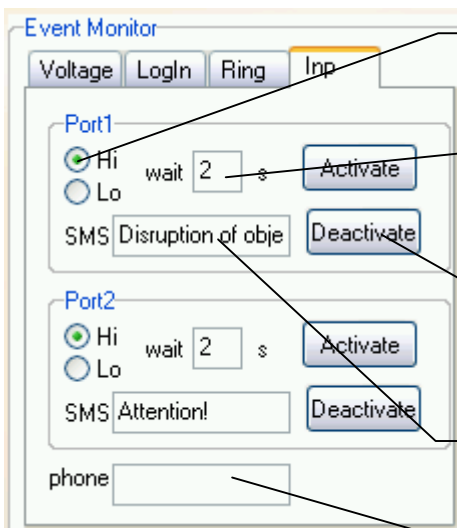 Event Monitor
Voltage LogIn Ring Inp
Port1
Hi
wait 2 s Activate
Lo
SMS Disruption of obje Deactivate
Port2
Hi
wait 2 s Activate
Lo
SMS Attention! Deactivate
phone